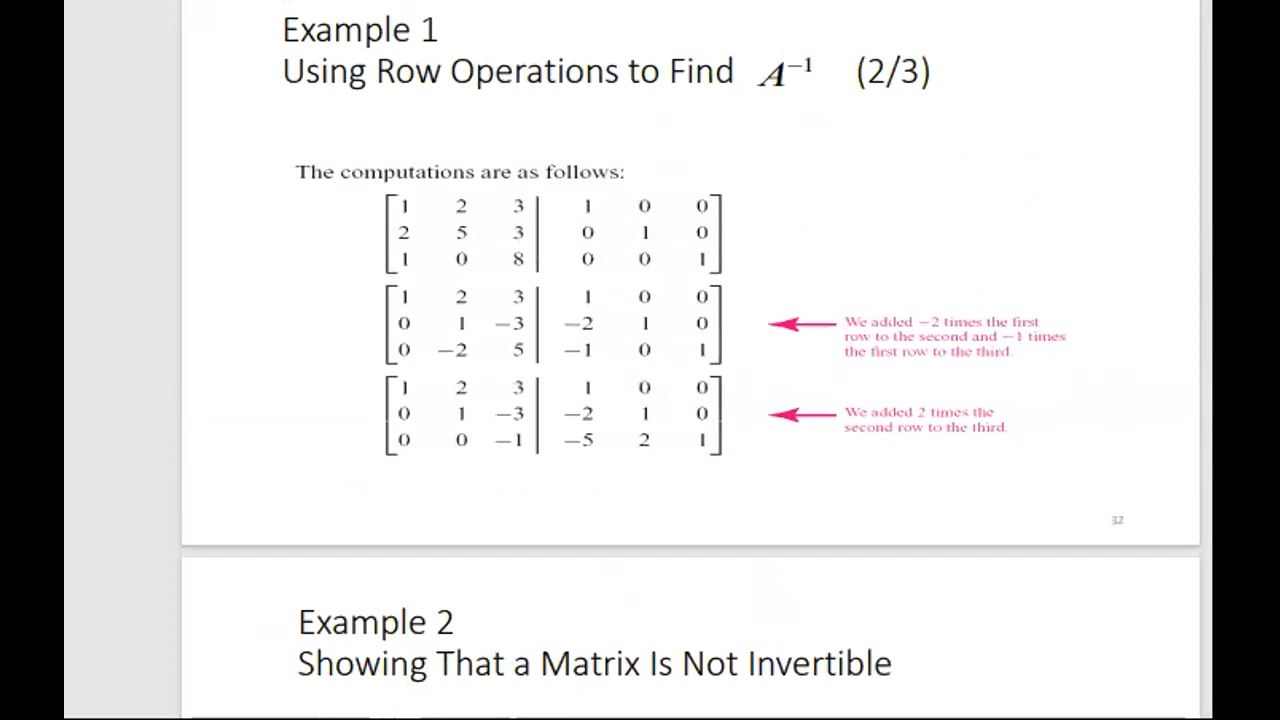 Example 1
Using Row Operations to Find A⁻¹ (2/3)
The computations are as follows:
1 2 3 | 1 0 0
2 5 3 | 0 1 0
1 0 8 | 0 0 1
1 2 3 | 1 0 0
0 1 −3 | −2 1 0
0 −2 5 | −1 0 1
We added −2 times the first
row to the second and −1 times
the first row to the third.
1 2 3 | 1 0 0
0 1 −3 | −2 1 0
0 0 −1 | −5 2 1
We added 2 times the
second row to the third.
32
Example 2
Showing That a Matrix Is Not Invertible